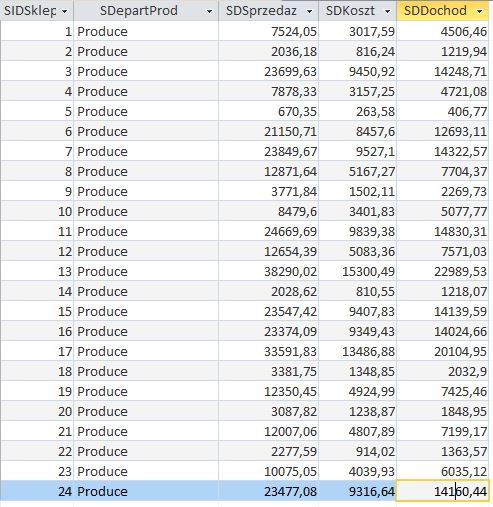 SIDSklep SDepartProd SDSprzedaz SDKoszt SDDochod
1 Produce 7524,05 3017,59 4506,46
2 Produce 2036,18 816,24 1219,94
3 Produce 23699,63 9450,92 14248,71
4 Produce 7878,33 3157,25 4721,08
5 Produce 670,35 263,58 406,77
6 Produce 21150,71 8457,6 12693,11
7 Produce 23849,67 9527,1 14322,57
8 Produce 12871,64 5167,27 7704,37
9 Produce 3771,84 1502,11 2269,73
10 Produce 8479,6 3401,83 5077,77
11 Produce 24669,69 9839,38 14830,31
12 Produce 12654,39 5083,36 7571,03
13 Produce 38290,02 15300,49 22989,53
14 Produce 2028,62 810,55 1218,07
15 Produce 23547,42 9407,83 14139,59
16 Produce 23374,09 9349,43 14024,66
17 Produce 33591,83 13486,88 20104,95
18 Produce 3381,75 1348,85 2032,9
19 Produce 12350,45 4924,99 7425,46
20 Produce 3087,82 1238,87 1848,95
21 Produce 12007,06 4807,89 7199,17
22 Produce 2277,59 914,02 1363,57
23 Produce 10075,05 4039,93 6035,12
24 Produce 23477,08 9316,64 14160,44